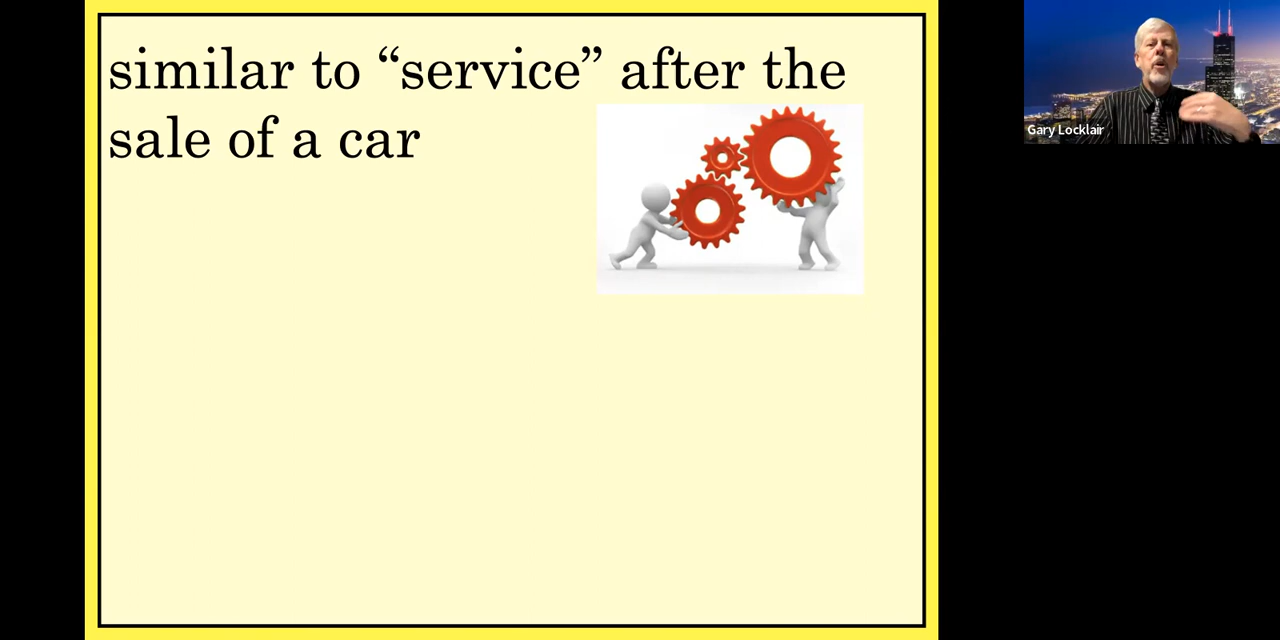 similar to “service” after the
sale of a car
Gary Locklair